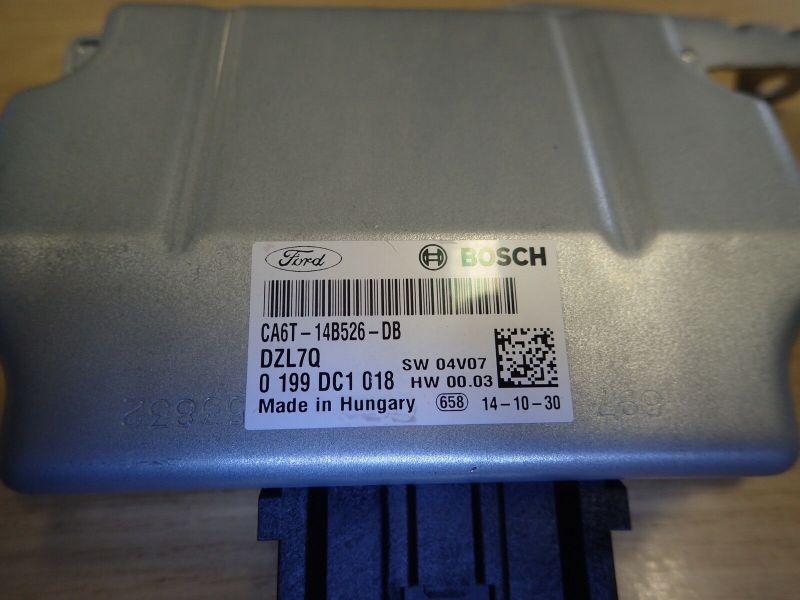 Ford BOSCH
CA6T-14B526-DB
DZL7Q SW 04V07
0 199 DC1 018 HW 00.03
Made in Hungary 658 14-10-30